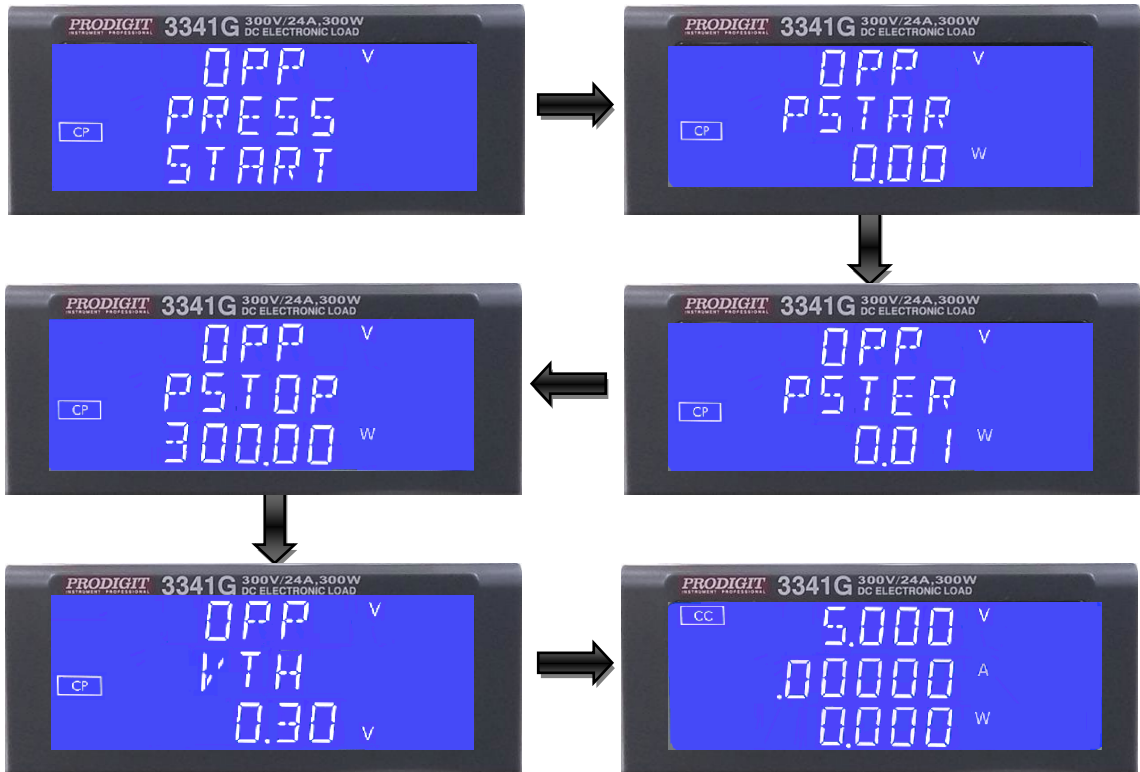 PRODIGIT 3341G 300V/24A,300W
INSTRUMENT PROFESSIONAL DC ELECTRONIC LOAD
OPP V
PRESS
CP
START
PRODIGIT 3341G 300V/24A,300W
INSTRUMENT PROFESSIONAL DC ELECTRONIC LOAD
OPP V
PSTAR
CP
0.00 W
PRODIGIT 3341G 300V/24A,300W
INSTRUMENT PROFESSIONAL DC ELECTRONIC LOAD
OPP V
PSTER
CP
0.01 W
PRODIGIT 3341G 300V/24A,300W
INSTRUMENT PROFESSIONAL DC ELECTRONIC LOAD
OPP V
PSTOP
CP
300.00 W
PRODIGIT 3341G 300V/24A,300W
INSTRUMENT PROFESSIONAL DC ELECTRONIC LOAD
OPP V
VTH
CP
0.30 V
PRODIGIT 3341G 300V/24A,300W
INSTRUMENT PROFESSIONAL DC ELECTRONIC LOAD
CC 5.000 V
.00000 A
0.000 W